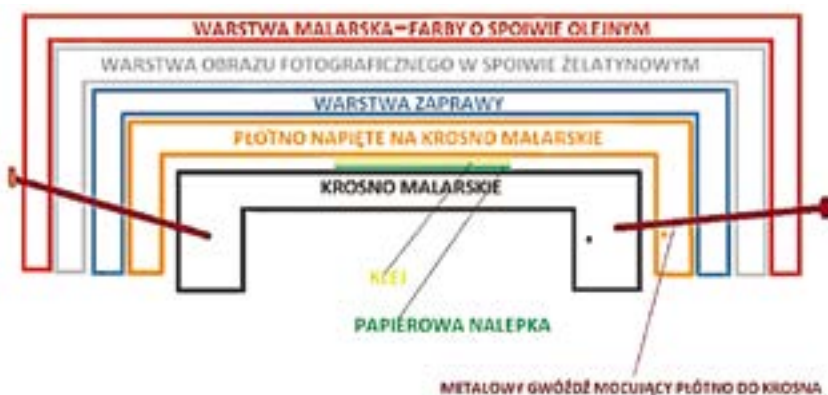 WARSTWA MALARSKA-FARBY O SPOIWIE OLEJNYM
WARSTWA OBRAZU FOTOGRAFICZNEGO W SPOIWIE ŻELATYNOWYM
WARSTWA ZAPRAWY
PŁÓTNO NAPIĘTE NA KROSNO MALARSKIE
KROSNO MALARSKIE
KLEJ
PAPIEROWA NALEPKA
METALOWY GWÓŹDŹ MOCUJĄCY PŁÓTNO DO KROSNA